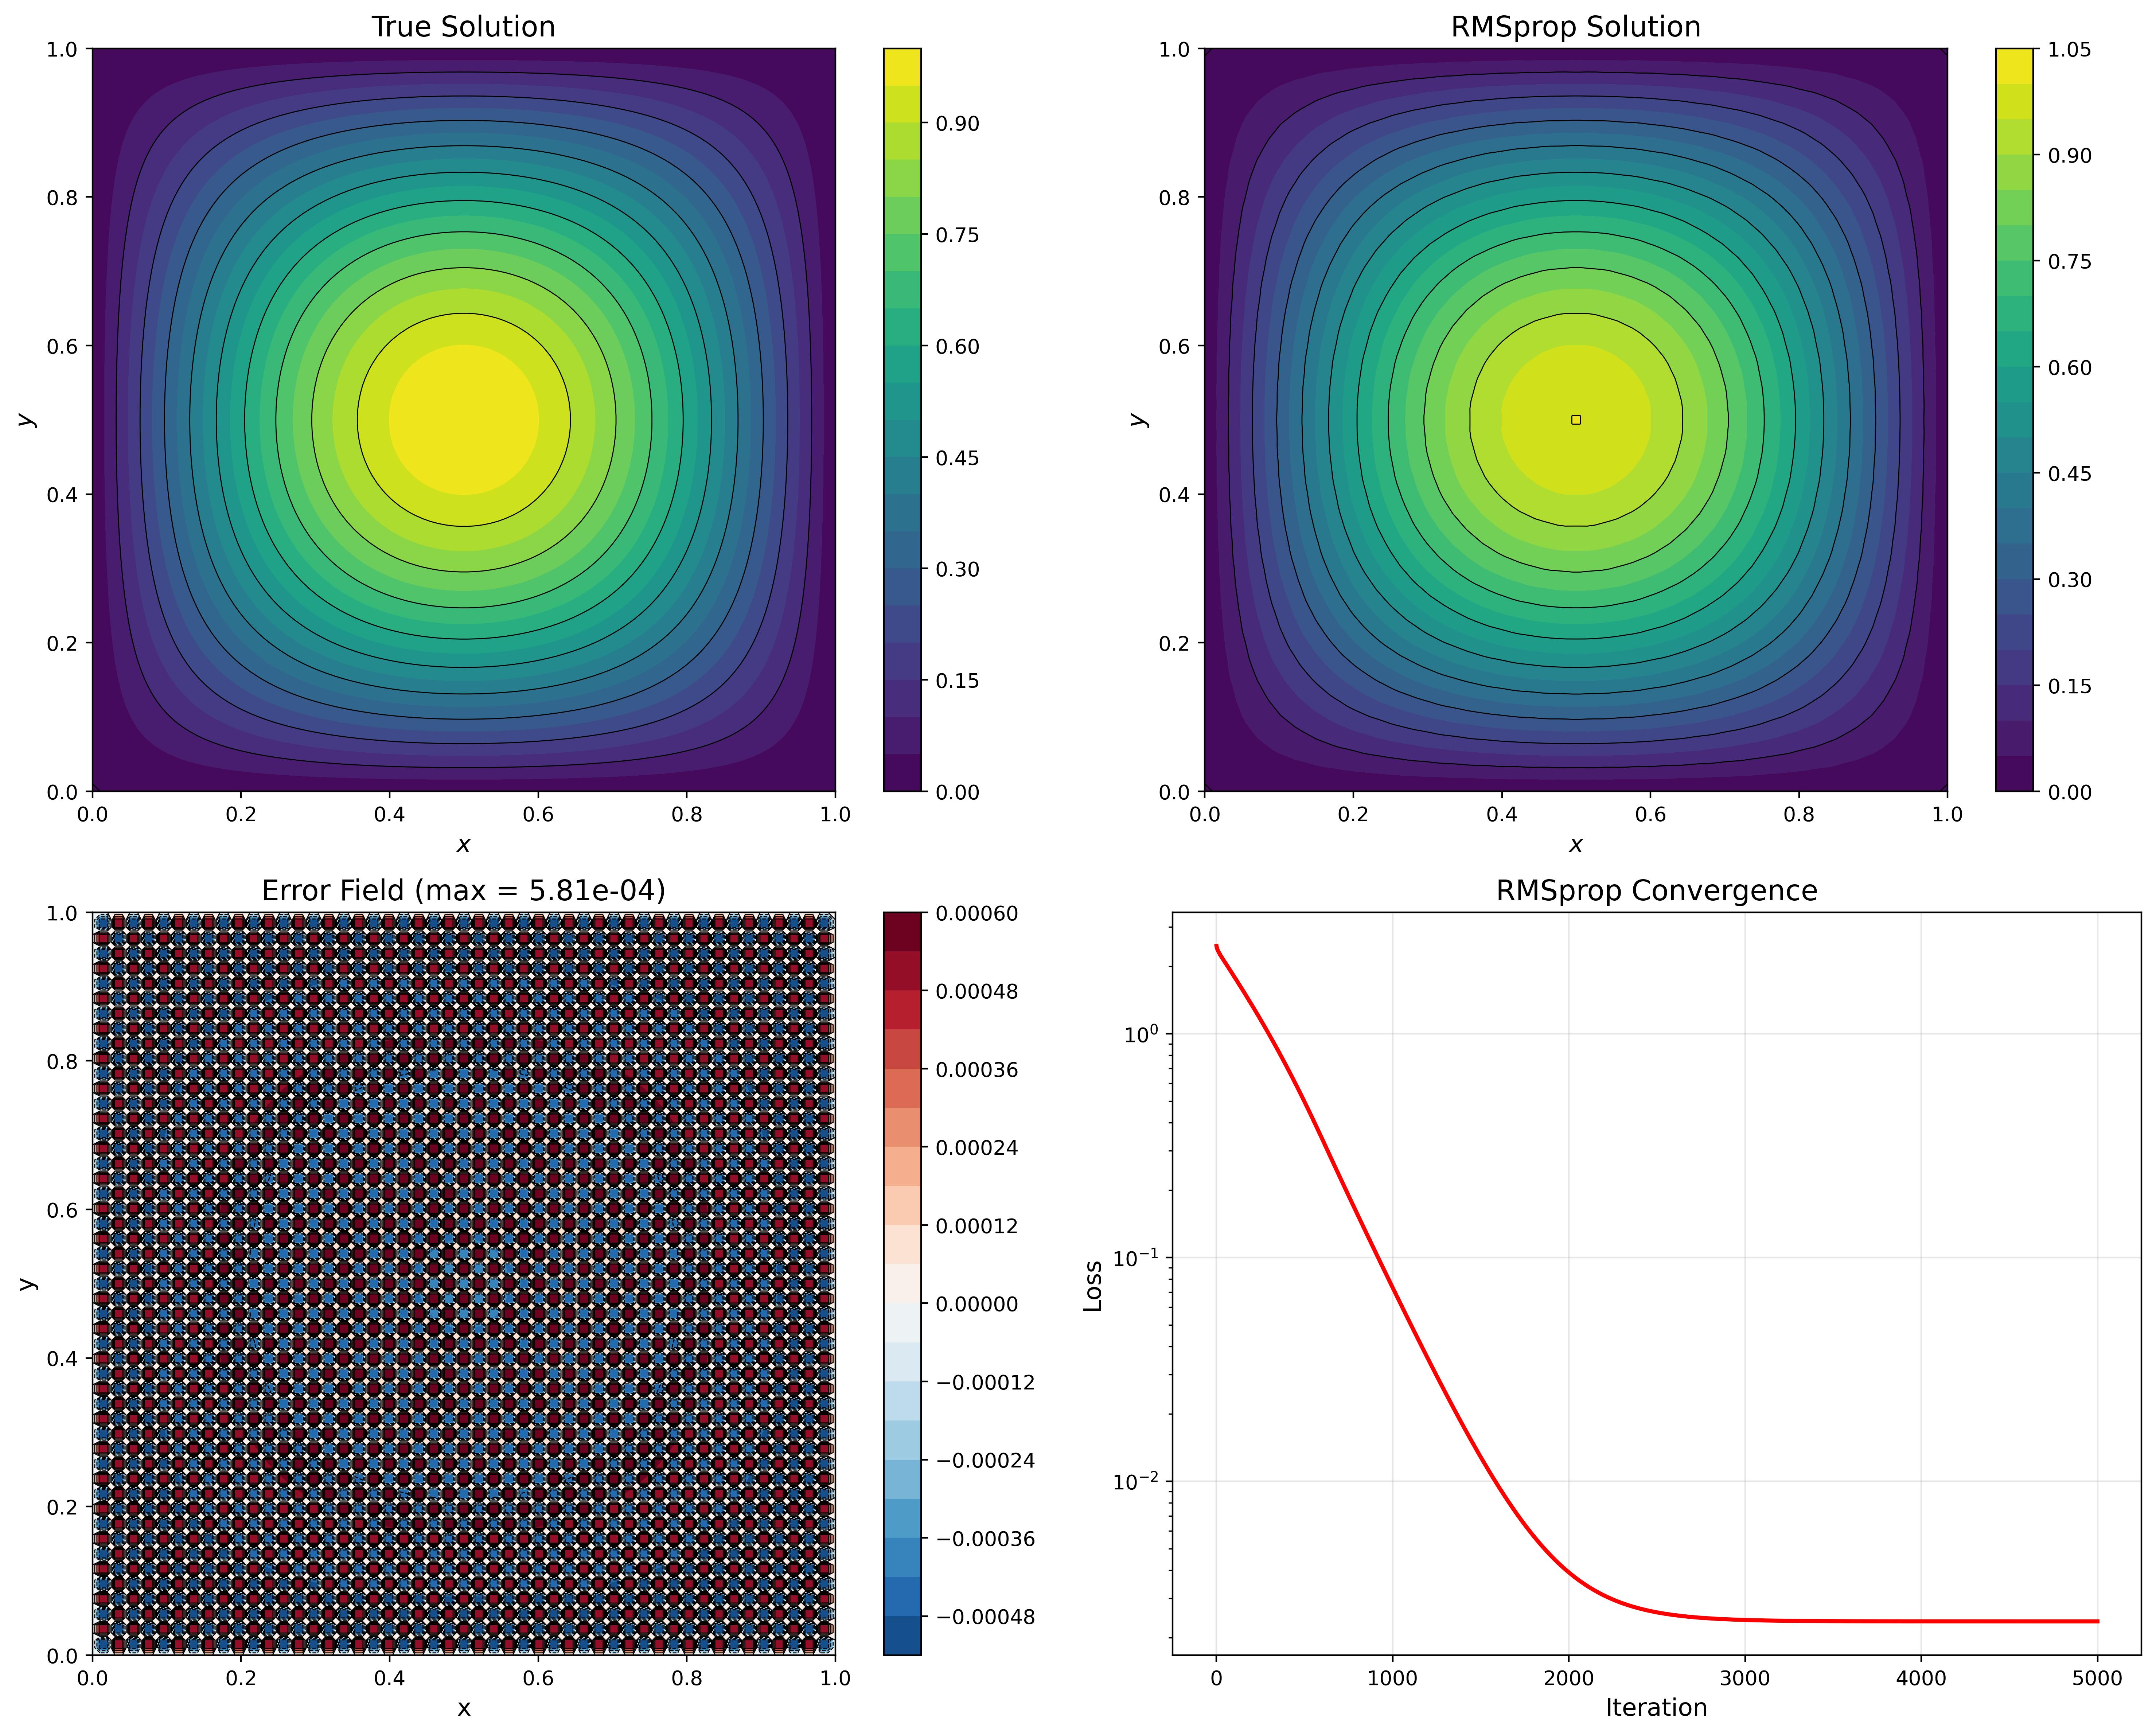 True Solution
1.0
0.8
0.6
0.4
0.2
0.0
y
0.0 0.2 0.4 0.6 0.8 1.0
x
0.90
0.75
0.60
0.45
0.30
0.15
0.00
RMSprop Solution
1.0
0.8
0.6
0.4
0.2
0.0
y
0.0 0.2 0.4 0.6 0.8 1.0
x
1.05
0.90
0.75
0.60
0.45
0.30
0.15
0.00
Error Field (max = 5.81e-04)
1.0
0.8
0.6
0.4
0.2
0.0
y
0.0 0.2 0.4 0.6 0.8 1.0
x
0.00060
0.00048
0.00036
0.00024
0.00012
0.00000
−0.00012
−0.00024
−0.00036
−0.00048
RMSprop Convergence
10⁰
10⁻¹
10⁻²
Loss
0 1000 2000 3000 4000 5000
Iteration